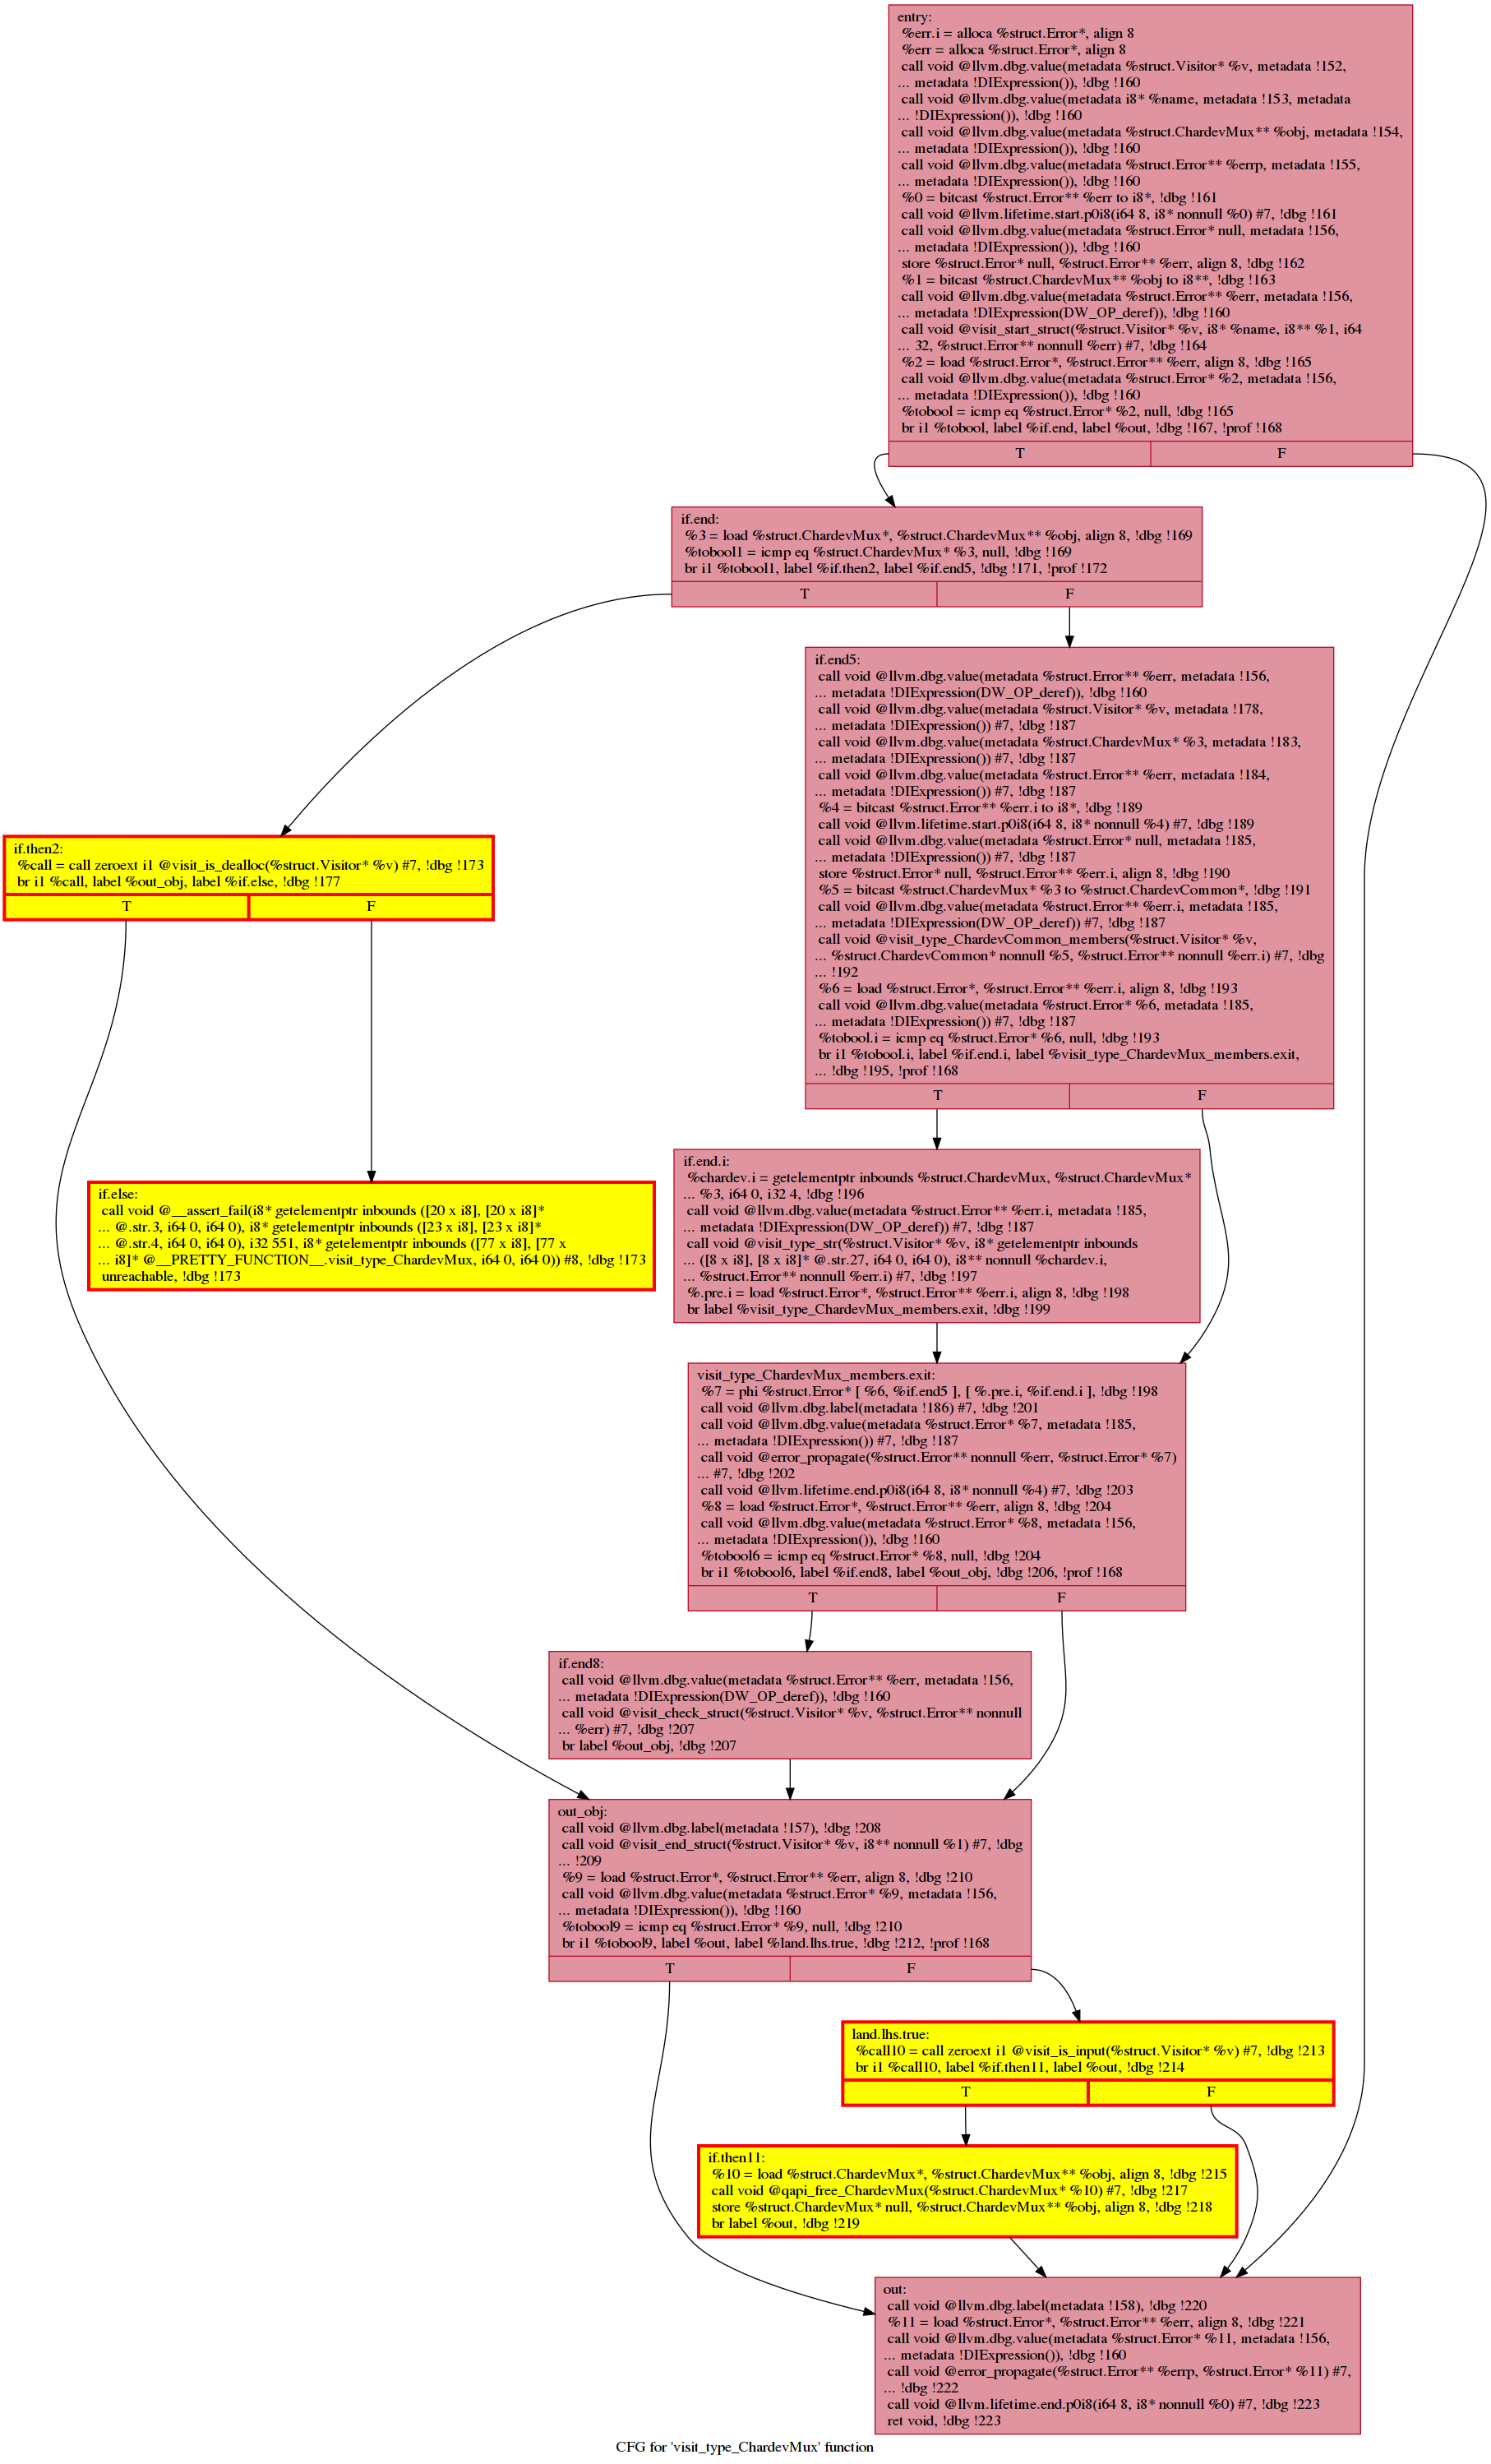 entry:
%err.i = alloca %struct.Error*, align 8
%err = alloca %struct.Error*, align 8
call void @llvm.dbg.value(metadata %struct.Visitor* %v, metadata !152,
... metadata !DIExpression()), !dbg !160
call void @llvm.dbg.value(metadata i8* %name, metadata !153, metadata
... !DIExpression()), !dbg !160
call void @llvm.dbg.value(metadata %struct.ChardevMux** %obj, metadata !154,
... metadata !DIExpression()), !dbg !160
call void @llvm.dbg.value(metadata %struct.Error** %errp, metadata !155,
... metadata !DIExpression()), !dbg !160
%0 = bitcast %struct.Error** %err to i8*, !dbg !161
call void @llvm.lifetime.start.p0i8(i64 8, i8* nonnull %0) #7, !dbg !161
call void @llvm.dbg.value(metadata %struct.Error* null, metadata !156,
... metadata !DIExpression()), !dbg !160
store %struct.Error* null, %struct.Error** %err, align 8, !dbg !162
%1 = bitcast %struct.ChardevMux** %obj to i8**, !dbg !163
call void @llvm.dbg.value(metadata %struct.Error** %err, metadata !156,
... metadata !DIExpression(DW_OP_deref)), !dbg !160
call void @visit_start_struct(%struct.Visitor* %v, i8* %name, i8** %1, i64
... 32, %struct.Error** nonnull %err) #7, !dbg !164
%2 = load %struct.Error*, %struct.Error** %err, align 8, !dbg !165
call void @llvm.dbg.value(metadata %struct.Error* %2, metadata !156,
... metadata !DIExpression()), !dbg !160
%tobool = icmp eq %struct.Error* %2, null, !dbg !165
br i1 %tobool, label %if.end, label %out, !dbg !167, !prof !168
T F
if.end:
%3 = load %struct.ChardevMux*, %struct.ChardevMux** %obj, align 8, !dbg !169
%tobool1 = icmp eq %struct.ChardevMux* %3, null, !dbg !169
br i1 %tobool1, label %if.then2, label %if.end5, !dbg !171, !prof !172
T F
if.end5:
call void @llvm.dbg.value(metadata %struct.Error** %err, metadata !156,
... metadata !DIExpression(DW_OP_deref)), !dbg !160
call void @llvm.dbg.value(metadata %struct.Visitor* %v, metadata !178,
... metadata !DIExpression()) #7, !dbg !187
call void @llvm.dbg.value(metadata %struct.ChardevMux* %3, metadata !183,
... metadata !DIExpression()) #7, !dbg !187
call void @llvm.dbg.value(metadata %struct.Error** %err, metadata !184,
... metadata !DIExpression()) #7, !dbg !187
%4 = bitcast %struct.Error** %err.i to i8*, !dbg !189
call void @llvm.lifetime.start.p0i8(i64 8, i8* nonnull %4) #7, !dbg !189
call void @llvm.dbg.value(metadata %struct.Error* null, metadata !185,
... metadata !DIExpression()) #7, !dbg !187
store %struct.Error* null, %struct.Error** %err.i, align 8, !dbg !190
%5 = bitcast %struct.ChardevMux* %3 to %struct.ChardevCommon*, !dbg !191
call void @llvm.dbg.value(metadata %struct.Error** %err.i, metadata !185,
... metadata !DIExpression(DW_OP_deref)) #7, !dbg !187
call void @visit_type_ChardevCommon_members(%struct.Visitor* %v,
... %struct.ChardevCommon* nonnull %5, %struct.Error** nonnull %err.i) #7, !dbg
... !192
%6 = load %struct.Error*, %struct.Error** %err.i, align 8, !dbg !193
call void @llvm.dbg.value(metadata %struct.Error* %6, metadata !185,
... metadata !DIExpression()) #7, !dbg !187
%tobool.i = icmp eq %struct.Error* %6, null, !dbg !193
br i1 %tobool.i, label %if.end.i, label %visit_type_ChardevMux_members.exit,
... !dbg !195, !prof !168
T F
if.then2:
%call = call zeroext i1 @visit_is_dealloc(%struct.Visitor* %v) #7, !dbg !173
br i1 %call, label %out_obj, label %if.else, !dbg !177
T F
if.else:
call void @__assert_fail(i8* getelementptr inbounds ([20 x i8], [20 x i8]*
... @.str.3, i64 0, i64 0), i8* getelementptr inbounds ([23 x i8], [23 x i8]*
... @.str.4, i64 0, i64 0), i32 551, i8* getelementptr inbounds ([77 x i8], [77 x
... i8]* @__PRETTY_FUNCTION__.visit_type_ChardevMux, i64 0, i64 0)) #8, !dbg !173
unreachable, !dbg !173
if.end.i:
%chardev.i = getelementptr inbounds %struct.ChardevMux, %struct.ChardevMux*
... %3, i64 0, i32 4, !dbg !196
call void @llvm.dbg.value(metadata %struct.Error** %err.i, metadata !185,
... metadata !DIExpression(DW_OP_deref)) #7, !dbg !187
call void @visit_type_str(%struct.Visitor* %v, i8* getelementptr inbounds
... ([8 x i8], [8 x i8]* @.str.27, i64 0, i64 0), i8** nonnull %chardev.i,
... %struct.Error** nonnull %err.i) #7, !dbg !197
%.pre.i = load %struct.Error*, %struct.Error** %err.i, align 8, !dbg !198
br label %visit_type_ChardevMux_members.exit, !dbg !199
visit_type_ChardevMux_members.exit:
%7 = phi %struct.Error* [ %6, %if.end5 ], [ %.pre.i, %if.end.i ], !dbg !198
call void @llvm.dbg.label(metadata !186) #7, !dbg !201
call void @llvm.dbg.value(metadata %struct.Error* %7, metadata !185,
... metadata !DIExpression()) #7, !dbg !187
call void @error_propagate(%struct.Error** nonnull %err, %struct.Error* %7)
... #7, !dbg !202
call void @llvm.lifetime.end.p0i8(i64 8, i8* nonnull %4) #7, !dbg !203
%8 = load %struct.Error*, %struct.Error** %err, align 8, !dbg !204
call void @llvm.dbg.value(metadata %struct.Error* %8, metadata !156,
... metadata !DIExpression()), !dbg !160
%tobool6 = icmp eq %struct.Error* %8, null, !dbg !204
br i1 %tobool6, label %if.end8, label %out_obj, !dbg !206, !prof !168
T F
if.end8:
call void @llvm.dbg.value(metadata %struct.Error** %err, metadata !156,
... metadata !DIExpression(DW_OP_deref)), !dbg !160
call void @visit_check_struct(%struct.Visitor* %v, %struct.Error** nonnull
... %err) #7, !dbg !207
br label %out_obj, !dbg !207
out_obj:
call void @llvm.dbg.label(metadata !157), !dbg !208
call void @visit_end_struct(%struct.Visitor* %v, i8** nonnull %1) #7, !dbg
... !209
%9 = load %struct.Error*, %struct.Error** %err, align 8, !dbg !210
call void @llvm.dbg.value(metadata %struct.Error* %9, metadata !156,
... metadata !DIExpression()), !dbg !160
%tobool9 = icmp eq %struct.Error* %9, null, !dbg !210
br i1 %tobool9, label %out, label %land.lhs.true, !dbg !212, !prof !168
T F
land.lhs.true:
%call10 = call zeroext i1 @visit_is_input(%struct.Visitor* %v) #7, !dbg !213
br i1 %call10, label %if.then11, label %out, !dbg !214
T F
if.then11:
%10 = load %struct.ChardevMux*, %struct.ChardevMux** %obj, align 8, !dbg !215
call void @qapi_free_ChardevMux(%struct.ChardevMux* %10) #7, !dbg !217
store %struct.ChardevMux* null, %struct.ChardevMux** %obj, align 8, !dbg !218
br label %out, !dbg !219
out:
call void @llvm.dbg.label(metadata !158), !dbg !220
%11 = load %struct.Error*, %struct.Error** %err, align 8, !dbg !221
call void @llvm.dbg.value(metadata %struct.Error* %11, metadata !156,
... metadata !DIExpression()), !dbg !160
call void @error_propagate(%struct.Error** %errp, %struct.Error* %11) #7,
... !dbg !222
call void @llvm.lifetime.end.p0i8(i64 8, i8* nonnull %0) #7, !dbg !223
ret void, !dbg !223
CFG for 'visit_type_ChardevMux' function